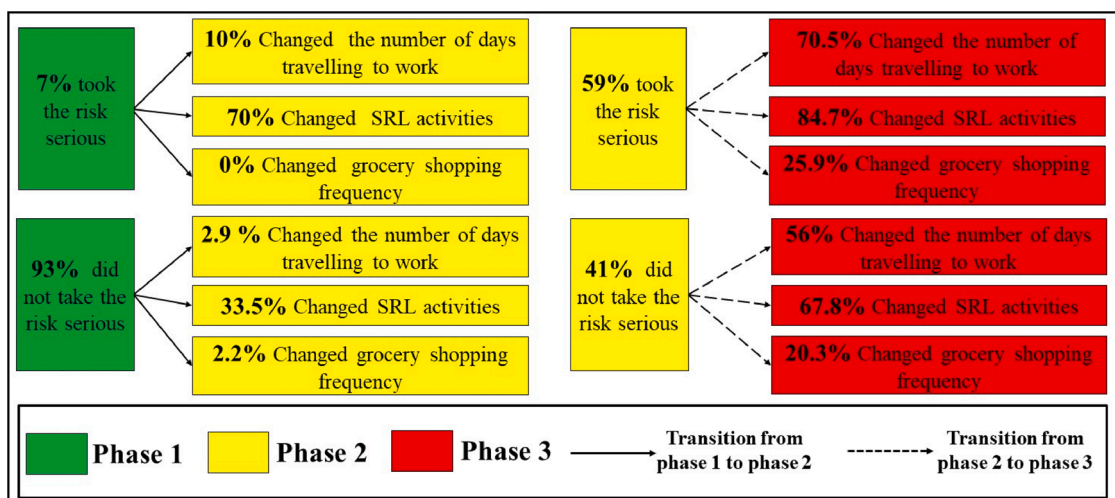 7% took
the risk
serious
10% Changed the number of days
travelling to work
70% Changed SRL activities
0% Changed grocery shopping
frequency
93% did
not take the
risk serious
2.9 % Changed the number of days
travelling to work
33.5% Changed SRL activities
2.2% Changed grocery shopping
frequency
59% took
the risk
serious
70.5% Changed the number of
days travelling to work
84.7% Changed SRL activities
25.9% Changed grocery shopping
frequency
41% did
not take the
risk serious
56% Changed the number of days
travelling to work
67.8% Changed SRL activities
20.3% Changed grocery shopping
frequency
Phase 1
Phase 2
Phase 3
Transition from
phase 1 to phase 2
Transition from
phase 2 to phase 3